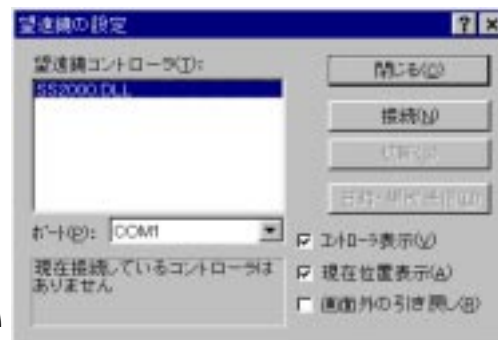 望遠鏡の設定
望遠鏡コントローラ(T):
SS2000.DLL
閉じる(C)
接続(N)
ポート(P): COM1
現在接続しているコントローラは
ありません
コントローラ表示(V)
現在位置表示(A)
画面外の引き戻し(B)